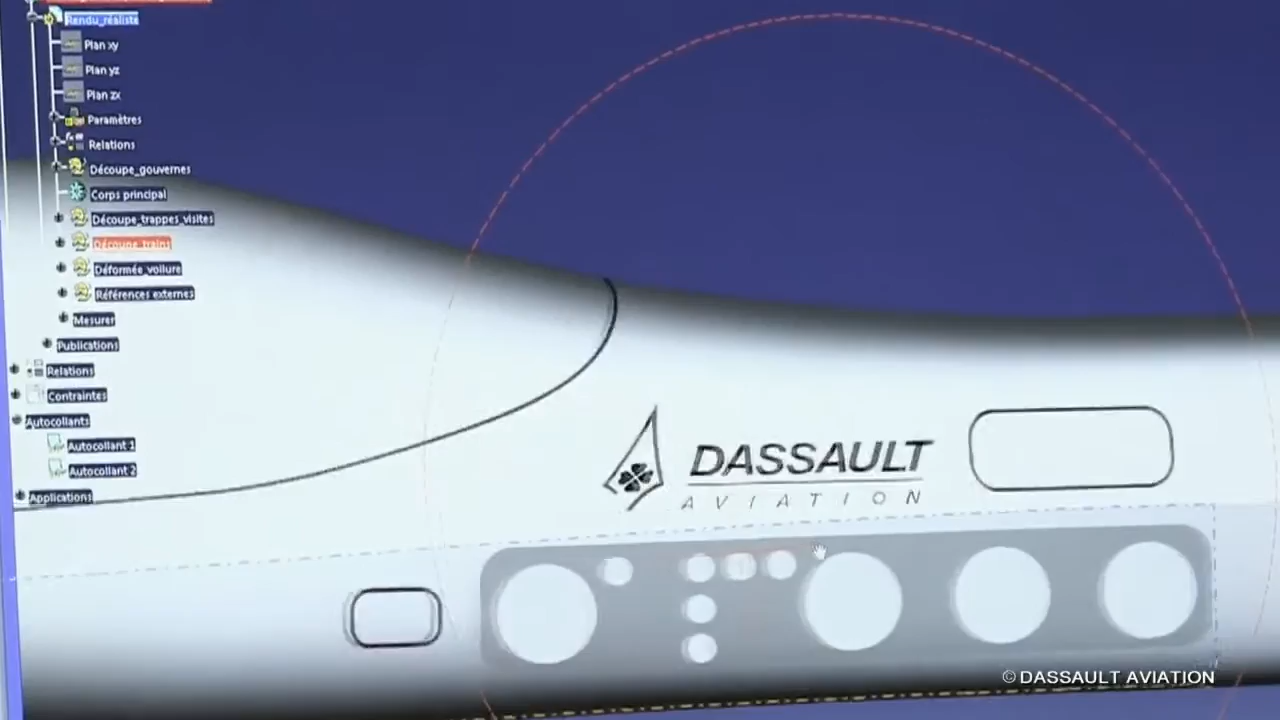 Rendu_réaliste
Plan xy
Plan yz
Plan zx
Paramètres
Relations
Découpe_gouvernes
Corps principal
Découpe_trappes_visites
Découpe_trains
Déformée_voilure
Références externes
Mesurer
Publications
Relations
Contraintes
Autocollants
Autocollant 1
Autocollant 2
Applications
DASSAULT
AVIATION
© DASSAULT AVIATION